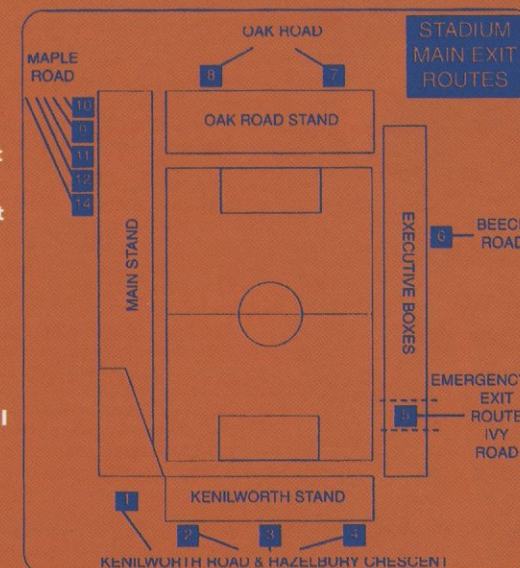 STADIUM
MAIN EXIT
ROUTES
OAK ROAD
MAPLE
ROAD
8
7
10
9
11
12
14
OAK ROAD STAND
MAIN STAND
EXECUTIVE BOXES
6
BEECH
ROAD
EMERGENCY
EXIT
ROUTE
IVY
ROAD
5
KENILWORTH STAND
1
2
3
4
KENILWORTH ROAD & HAZELBURY CRESCENT